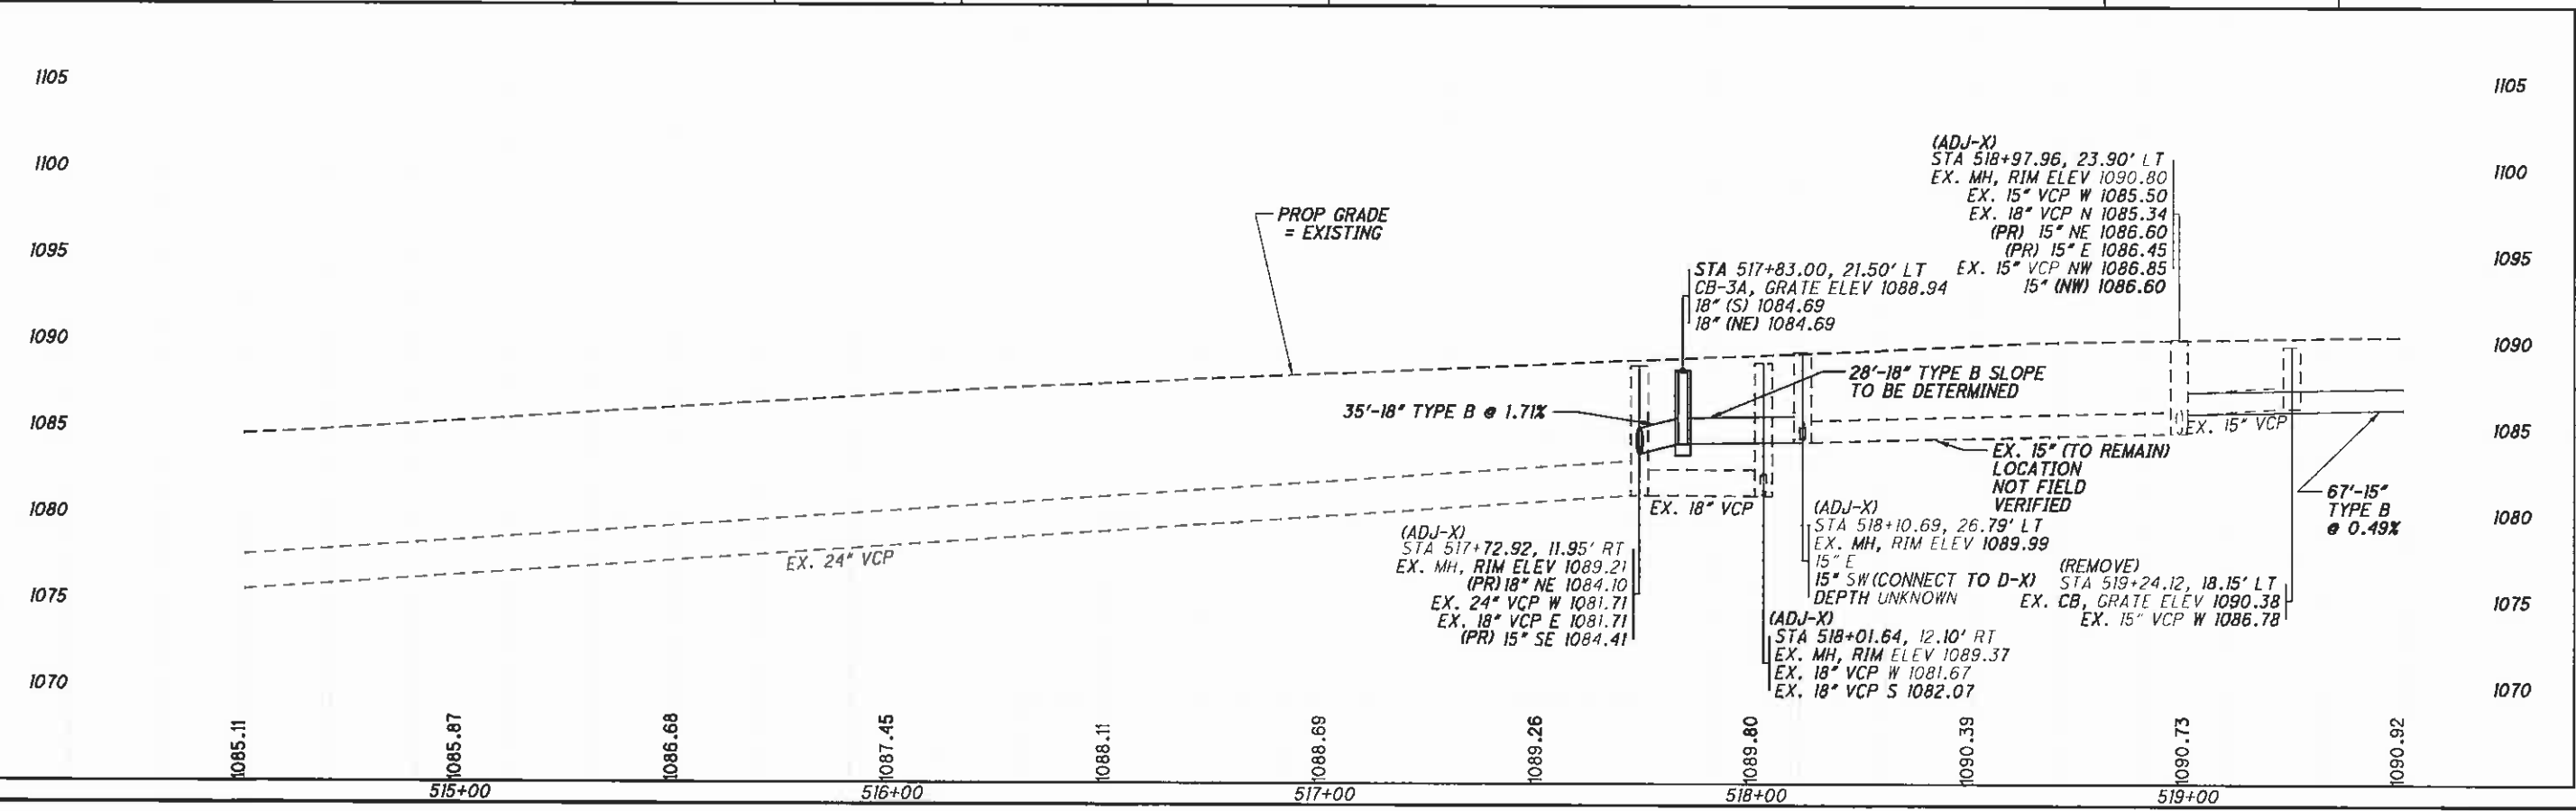 1105
1100
1095
1090
1085
1080
1075
1070
PROP GRADE
= EXISTING
35'-18" TYPE B @ 1.71%
EX. 24" VCP
STA 517+83.00, 21.50' LT
CB-3A, GRATE ELEV 1088.94
18" (S) 1084.69
18" (NE) 1084.69
(ADJ-X)
STA 518+97.96, 23.90' LT
EX. MH, RIM ELEV 1090.80
EX. 15" VCP W 1085.50
EX. 18" VCP N 1085.34
(PR) 15" NE 1086.60
(PR) 15" E 1086.45
EX. 15" VCP NW 1086.85
15" (NW) 1086.60
28'-18" TYPE B SLOPE
TO BE DETERMINED
EX. 15" VCP
EX. 15" (TO REMAIN)
LOCATION
NOT FIELD
VERIFIED
67'-15"
TYPE B
@ 0.49%
EX. 18" VCP
(ADJ-X)
STA 517+72.92, 11.95' RT
EX. MH, RIM ELEV 1089.21
(PR) 18" NE 1084.10
EX. 24" VCP W 1081.71
EX. 18" VCP E 1081.71
(PR) 15" SE 1084.41
(ADJ-X)
STA 518+10.69, 26.79' LT
EX. MH, RIM ELEV 1089.99
15" E
15" SW (CONNECT TO D-X)
DEPTH UNKNOWN
(REMOVE)
STA 519+24.12, 18.15' LT
EX. CB, GRATE ELEV 1090.38
EX. 15" VCP W 1086.78
(ADJ-X)
STA 518+01.64, 12.10' RT
EX. MH, RIM ELEV 1089.37
EX. 18" VCP W 1081.67
EX. 18" VCP S 1082.07
1105
1100
1095
1090
1085
1080
1075
1070
1085.11
1085.87
1086.68
1087.45
1088.11
1088.69
1089.26
1089.80
1090.39
1090.73
1090.92
515+00
516+00
517+00
518+00
519+00